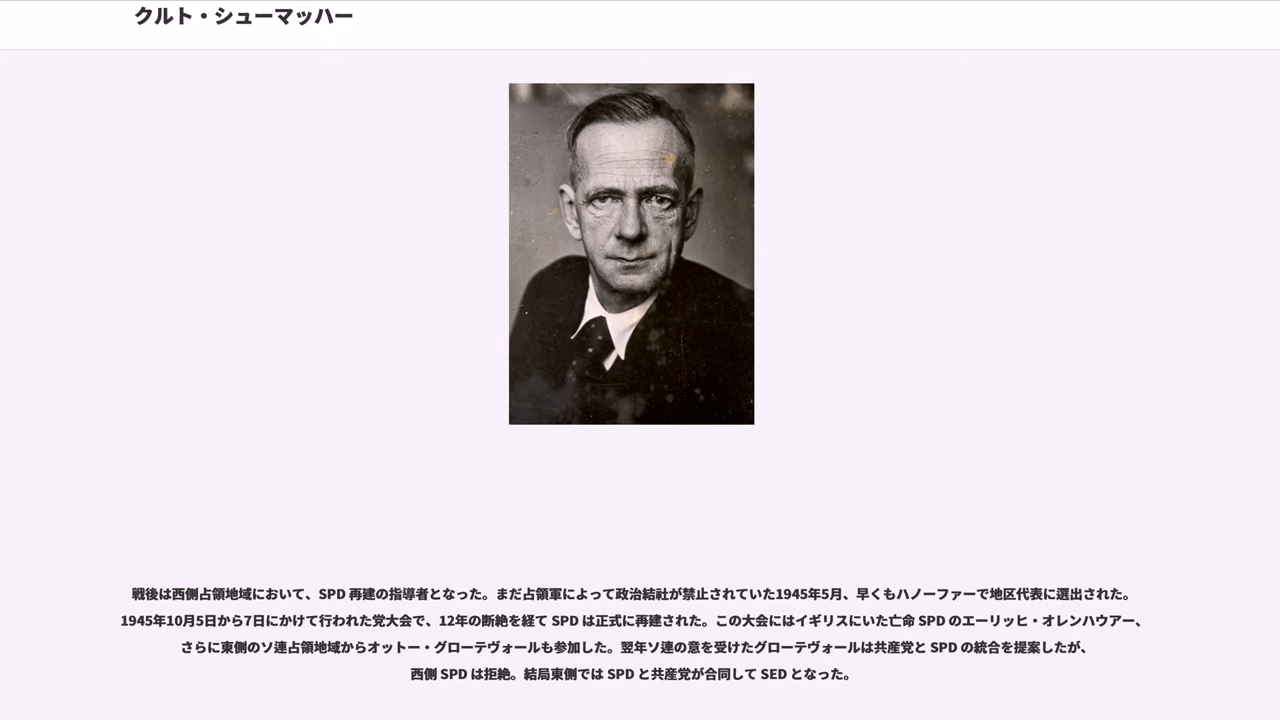 クルト・シューマッハー
戦後は西側占領地域において、SPD 再建の指導者となった。まだ占領軍によって政治結社が禁止されていた1945年5月、早くもハノーファーで地区代表に選出された。
1945年10月5日から7日にかけて行われた党大会で、12年の断絶を経て SPD は正式に再建された。この大会にはイギリスにいた亡命 SPD のエーリッヒ・オレンハウアー、
さらに東側のソ連占領地域からオットー・グローテヴォールも参加した。翌年ソ連の意を受けたグローテヴォールは共産党と SPD の統合を提案したが、
西側 SPD は拒絶。結局東側では SPD と共産党が合同して SED となった。